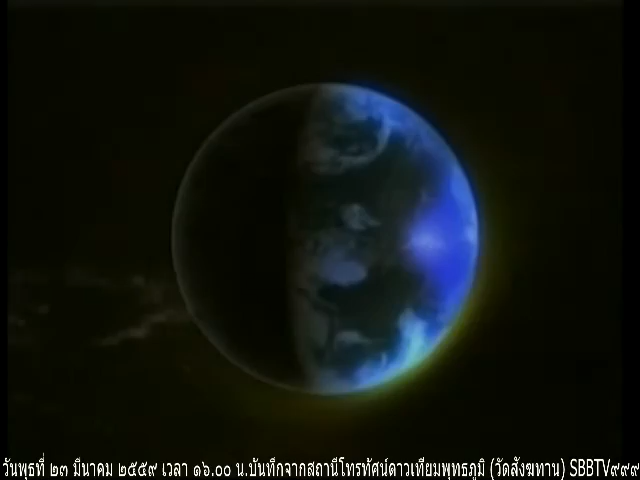 วันพุธที่ ๒๓ มีนาคม ๒๕๕๙ เวลา ๑๖.๐๐ น.บันทึกจากสถานีโทรทัศน์ดาวเทียมพุทธภูมิ (วัดสังฆทาน) SBBTV๙๙๙